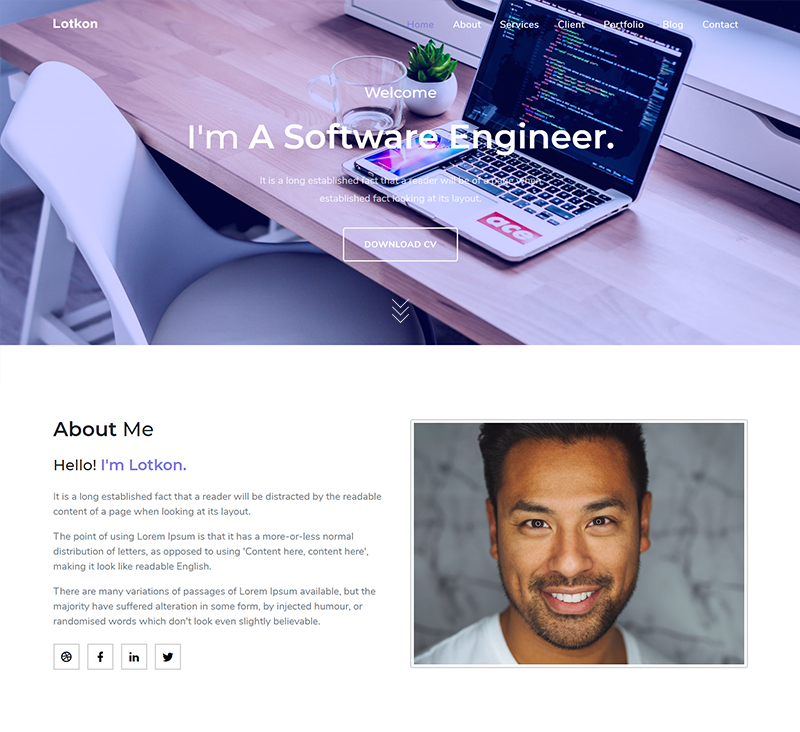 Lotkon
Home About Services Client Portfolio Blog Contact
Welcome
I'm A Software Engineer.
It is a long established fact that a reader will be of a page when
established fact looking at its layout.
ace
DOWNLOAD CV
About Me
Hello! I'm Lotkon.
It is a long established fact that a reader will be distracted by the readable
content of a page when looking at its layout.
The point of using Lorem Ipsum is that it has a more-or-less normal
distribution of letters, as opposed to using 'Content here, content here',
making it look like readable English.
There are many variations of passages of Lorem Ipsum available, but the
majority have suffered alteration in some form, by injected humour, or
randomised words which don't look even slightly believable.